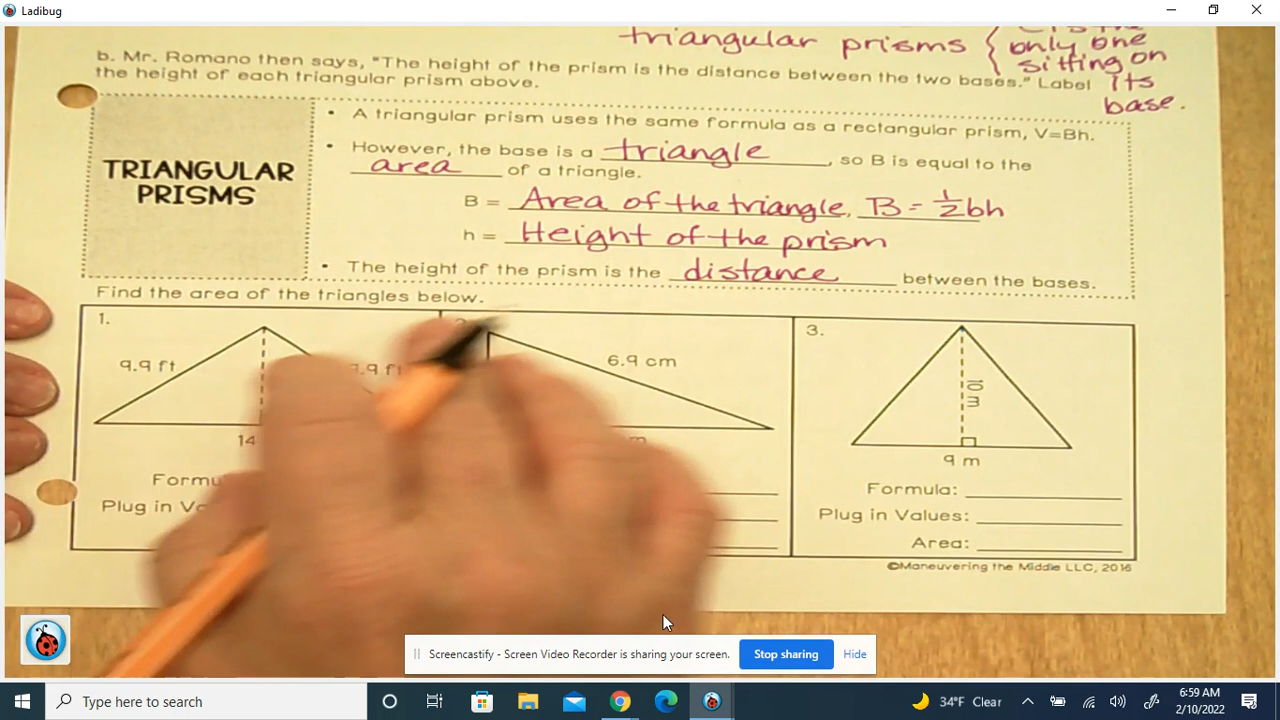 Ladibug
triangular prisms
only one
sitting on
its
base.
b. Mr. Romano then says, "The height of the prism is the distance between the two bases." Label
the height of each triangular prism above.
TRIANGULAR
PRISMS
• A triangular prism uses the same formula as a rectangular prism, V=Bh.
• However, the base is a triangle, so B is equal to the
area of a triangle.
B = Area of the triangle. B = 1/2bh
h = Height of the prism
• The height of the prism is the distance between the bases.
Find the area of the triangles below.
1.
9.9 ft
9.9 ft
14
Plug in
6.9 cm
3.
10 m
9 m
Formula:
Plug in Values:
Area:
©Maneuvering the Middle LLC, 2016
Screencastify - Screen Video Recorder is sharing your screen.
Stop sharing
Hide
Type here to search
34°F Clear
6:59 AM
2/10/2022